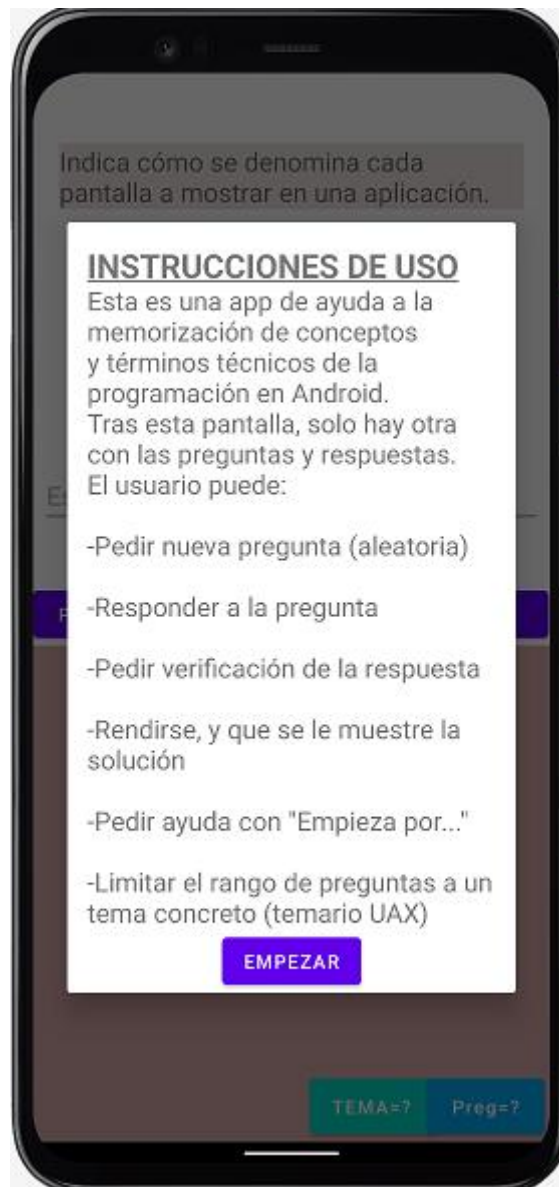 Indica cómo se denomina cada
pantalla a mostrar en una aplicación.
INSTRUCCIONES DE USO
Esta es una app de ayuda a la
memorización de conceptos
y términos técnicos de la
programación en Android.
Tras esta pantalla, solo hay otra
con las preguntas y respuestas.
El usuario puede:
-Pedir nueva pregunta (aleatoria)
-Responder a la pregunta
-Pedir verificación de la respuesta
-Rendirse, y que se le muestre la
solución
-Pedir ayuda con "Empieza por..."
-Limitar el rango de preguntas a un
tema concreto (temario UAX)
EMPEZAR
TEMA=? Preg=?